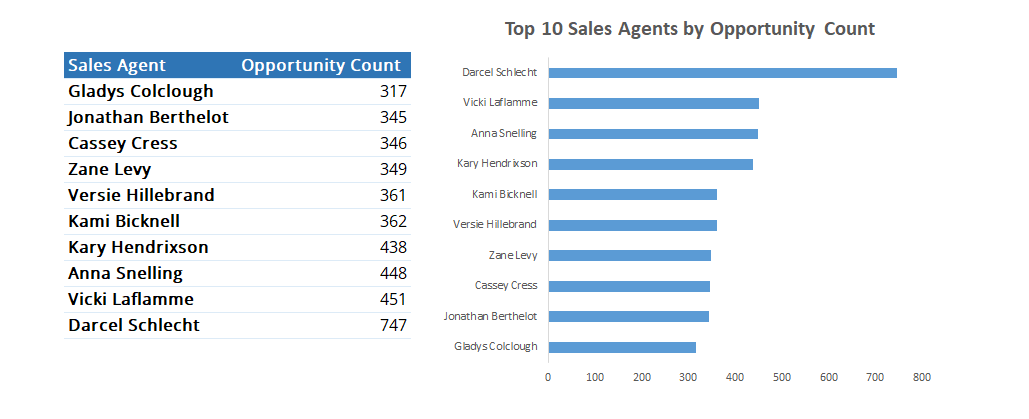 Sales Agent Opportunity Count
Gladys Colclough 317
Jonathan Berthelot 345
Cassey Cress 346
Zane Levy 349
Versie Hillebrand 361
Kami Bicknell 362
Kary Hendrixson 438
Anna Snelling 448
Vicki Laflamme 451
Darcel Schlecht 747
Top 10 Sales Agents by Opportunity Count
Darcel Schlecht
Vicki Laflamme
Anna Snelling
Kary Hendrixson
Kami Bicknell
Versie Hillebrand
Zane Levy
Cassey Cress
Jonathan Berthelot
Gladys Colclough
0 100 200 300 400 500 600 700 800